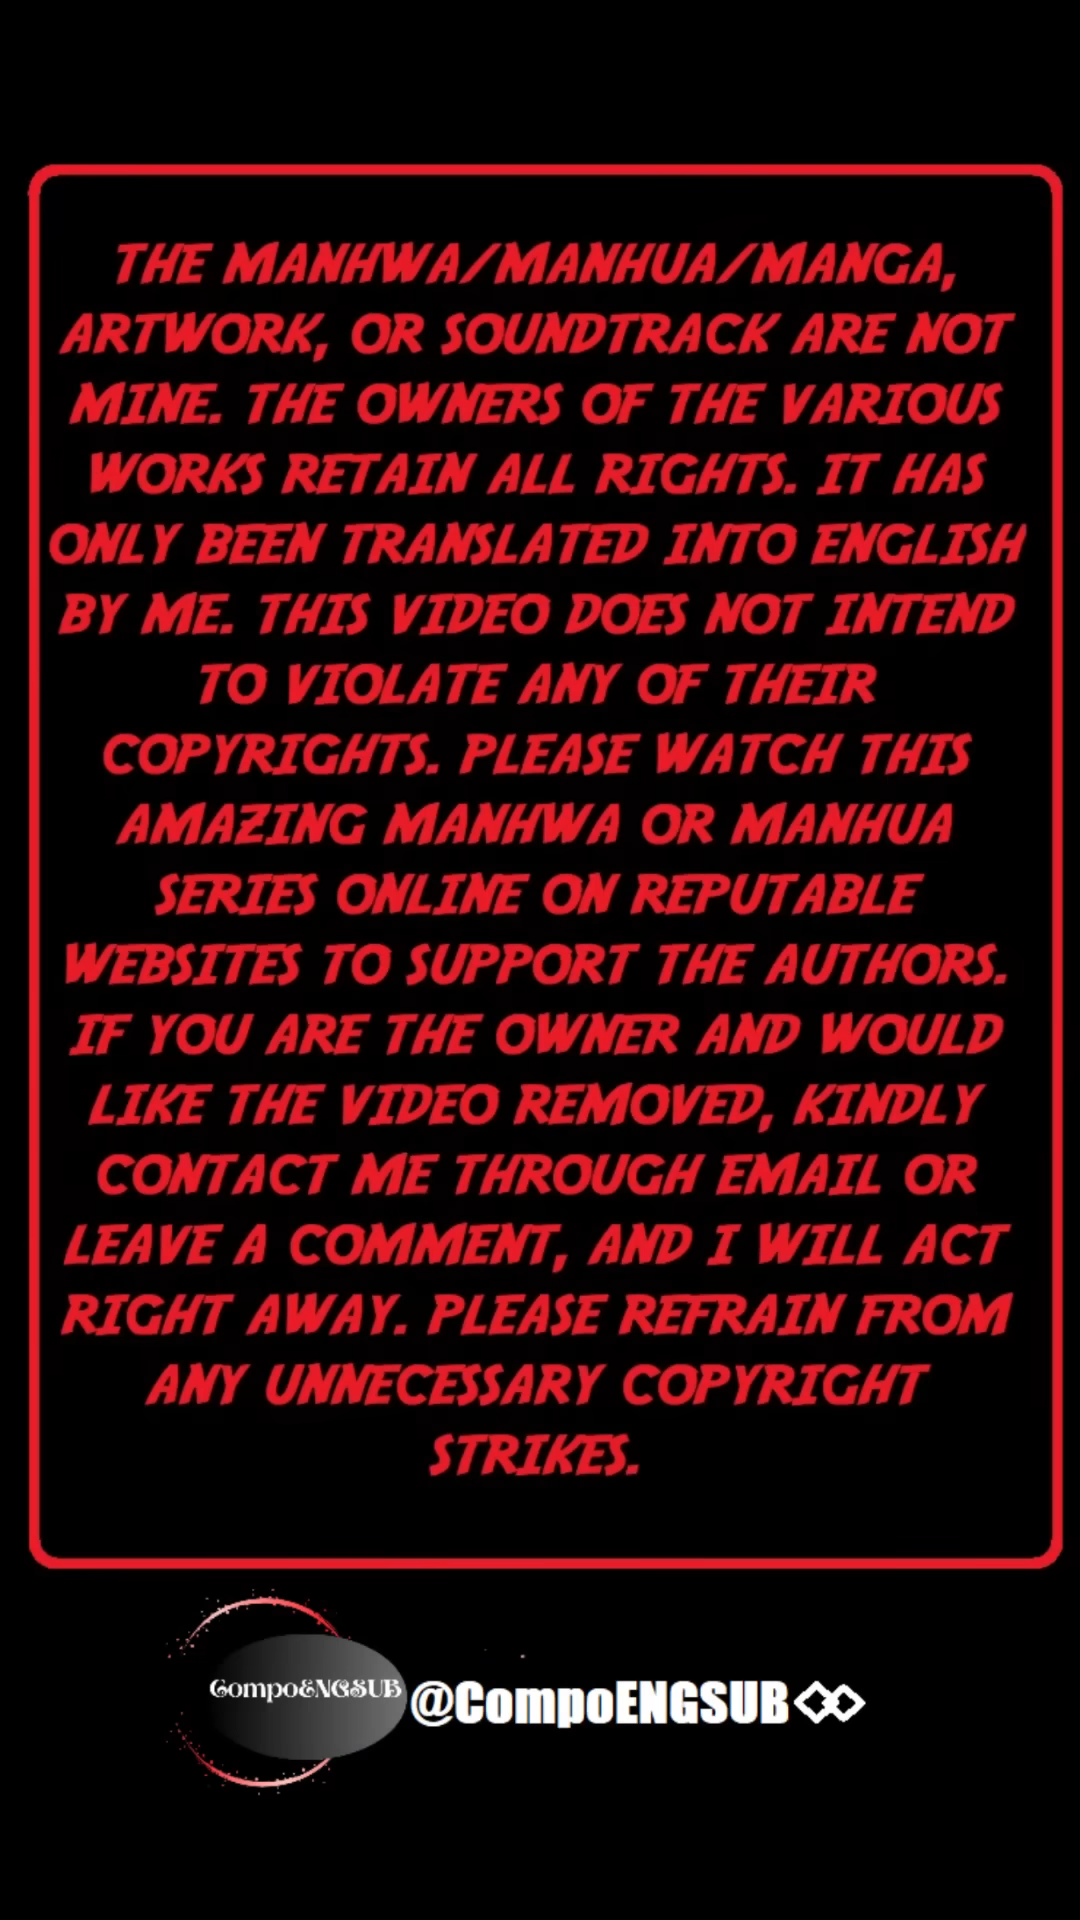 THE MANHWA/MANHUA/MANGA,
ARTWORK, OR SOUNDTRACK ARE NOT
MINE. THE OWNERS OF THE VARIOUS
WORKS RETAIN ALL RIGHTS. IT HAS
ONLY BEEN TRANSLATED INTO ENGLISH
BY ME. THIS VIDEO DOES NOT INTEND
TO VIOLATE ANY OF THEIR
COPYRIGHTS. PLEASE WATCH THIS
AMAZING MANHWA OR MANHUA
SERIES ONLINE ON REPUTABLE
WEBSITES TO SUPPORT THE AUTHORS.
IF YOU ARE THE OWNER AND WOULD
LIKE THE VIDEO REMOVED, KINDLY
CONTACT ME THROUGH EMAIL OR
LEAVE A COMMENT, AND I WILL ACT
RIGHT AWAY. PLEASE REFRAIN FROM
ANY UNNECESSARY COPYRIGHT
STRIKES.
CompoENGSUB
@CompoENGSUB